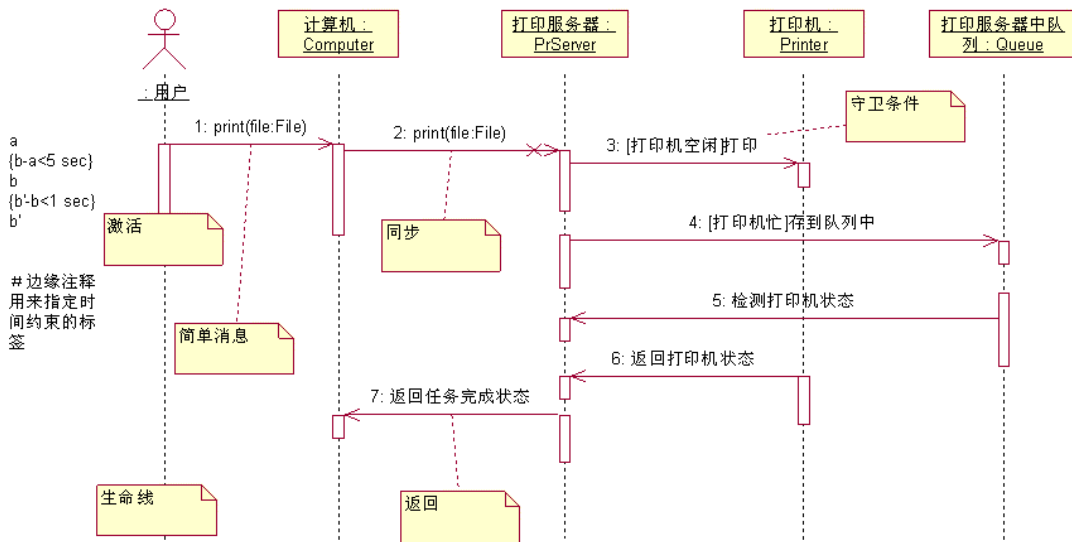 计算机：
Computer
打印服务器：
PrServer
打印机：
Printer
打印服务器中队
列：Queue
：用户
守卫条件
1: print(file:File)
2: print(file:File)
3: [打印机空闲]打印
a
{b-a<5 sec}
b
{b'-b<1 sec}
b'
激活
同步
4: [打印机忙]存到队列中
＃边缘注释
用来指定时
间约束的标
签
5: 检测打印机状态
简单消息
6: 返回打印机状态
7: 返回任务完成状态
生命线
返回